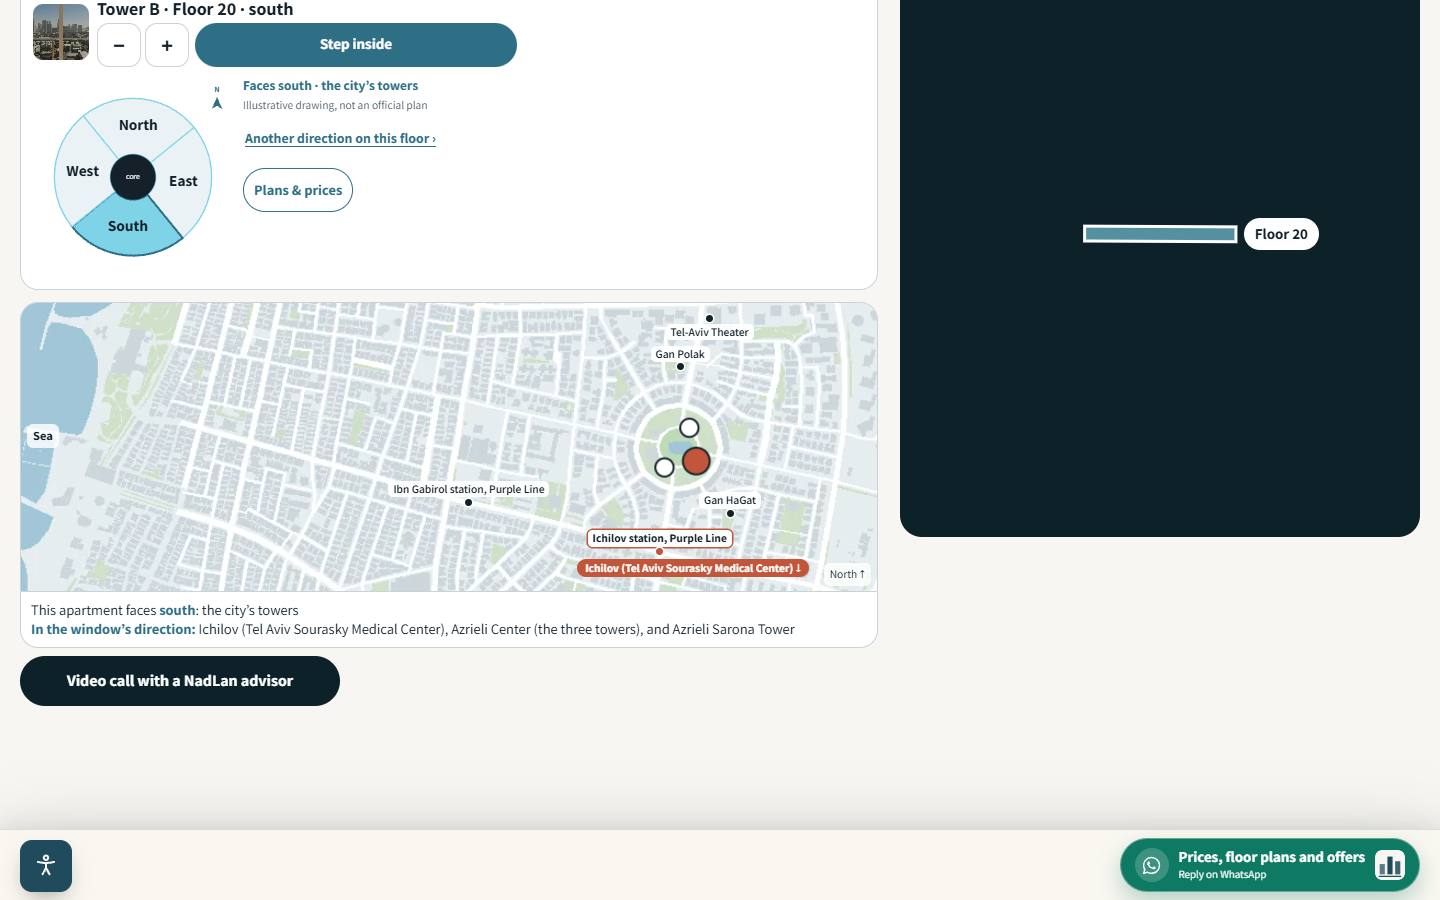 Tower B · Floor 20 · south
−
+
Step inside
N
Faces south · the city’s towers
Illustrative drawing, not an official plan
Another direction on this floor ›
Plans & prices
North
West
core
East
South
Floor 20
Tel-Aviv Theater
Gan Polak
Sea
Ibn Gabirol station, Purple Line
Gan HaGat
Ichilov station, Purple Line
Ichilov (Tel Aviv Sourasky Medical Center) ↓
North ↑
This apartment faces south: the city’s towers
In the window’s direction: Ichilov (Tel Aviv Sourasky Medical Center), Azrieli Center (the three towers), and Azrieli Sarona Tower
Video call with a NadLan advisor
Prices, floor plans and offers
Reply on WhatsApp